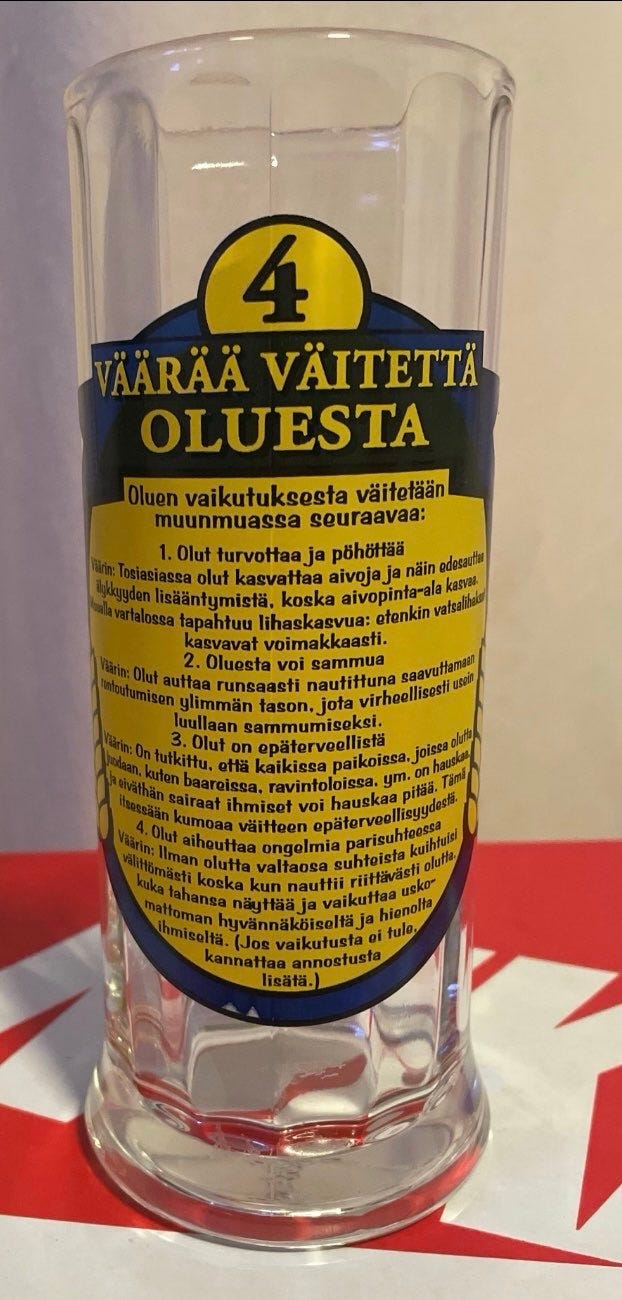 4
VÄÄRÄÄ VÄITETTÄ
OLUESTA
Oluen vaikutuksesta väitetään
muunmuassa seuraavaa:
1. Olut turvottaa ja pöhöttää
Väärin: Tosiasiassa olut kasvattaa aivoja ja näin edesauttaa
älykkyyden lisääntymistä, koska aivopinta-ala kasvaa.
vartalossa tapahtuu lihaskasvua: etenkin vatsalihakset
kasvavat voimakkaasti.
2. Oluesta voi sammua
Väärin: Olut auttaa runsaasti nautittuna saavuttamaan
rentoutumisen ylimmän tason, jota virheellisesti usein
luullaan sammumiseksi.
3. Olut on epäterveellistä
Väärin: On tutkittu, että kaikissa paikoissa, joissa olutta
juodaan, kuten baareissa, ravintoloissa, ym. on hauskaa,
ja eiväthän sairaat ihmiset voi hauskaa pitää. Tämä
itsessään kumoaa väitteen epäterveellisyydestä.
4. Olut aiheuttaa ongelmia parisuhteessa
Väärin: Ilman olutta valtaosa suhteista kuihtuisi
välittömästi koska kun nauttii riittävästi olutta,
kuka tahansa näyttää ja vaikuttaa usko-
mattoman hyvännäköiseltä ja hienolta
ihmiseltä. (Jos vaikutusta ei tule,
kannattaa annostusta
lisätä.)